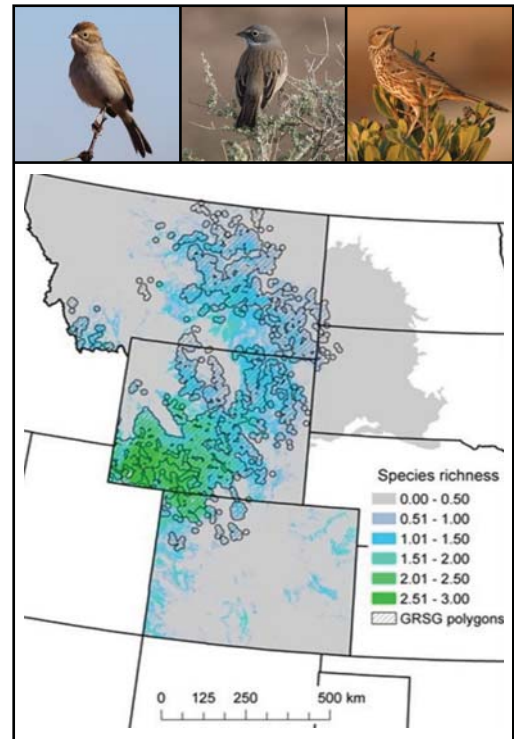 Species richness
0.00 - 0.50
0.51 - 1.00
1.01 - 1.50
1.51 - 2.00
2.01 - 2.50
2.51 - 3.00
GRSG polygons
0 125 250 500 km